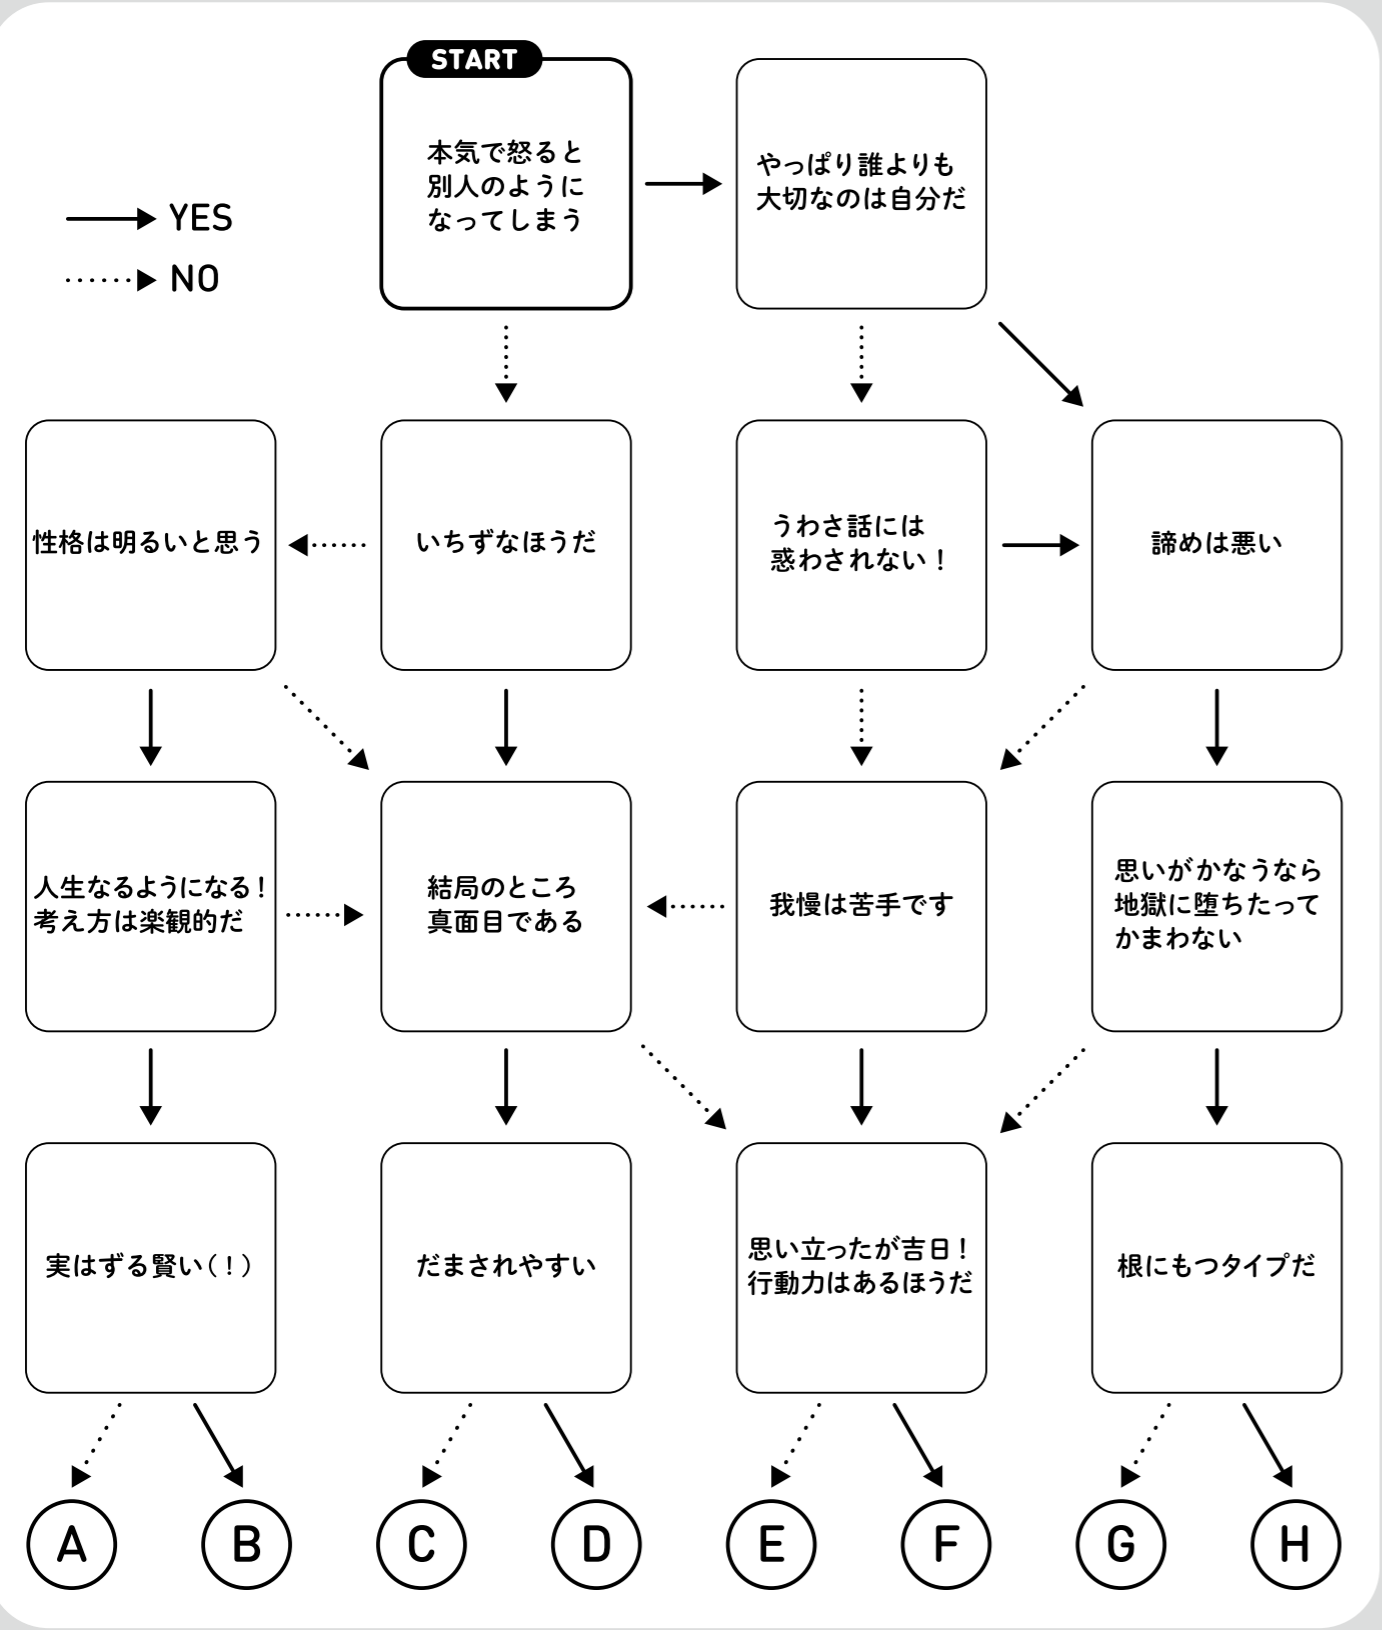 START
本気で怒ると
別人のように
なってしまう
やっぱり誰よりも
大切なのは自分だ
YES
NO
性格は明るいと思う
いちずなほうだ
うわさ話には
惑わされない！
諦めは悪い
人生なるようになる！
考え方は楽観的だ
結局のところ
真面目である
我慢は苦手です
思いがかなうなら
地獄に堕ちたって
かまわない
実はずる賢い（！）
だまされやすい
思い立ったが吉日！
行動力はあるほうだ
根にもつタイプだ
A
B
C
D
E
F
G
H